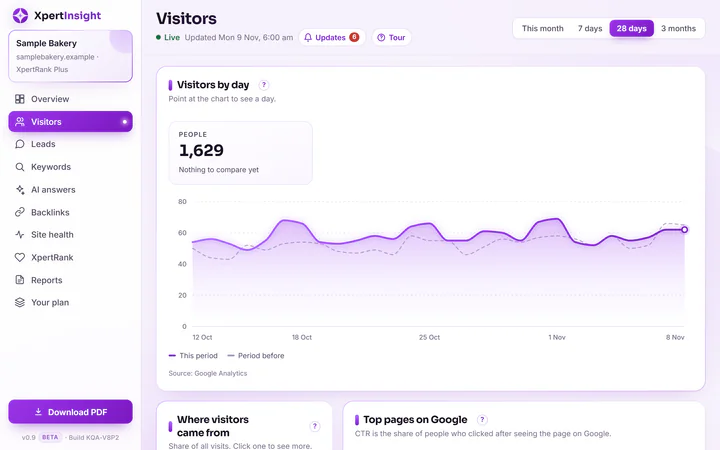 XpertInsight
Sample Bakery
samplebakery.example ·
XpertRank Plus
Overview
Visitors
Leads
Keywords
AI answers
Backlinks
Site health
XpertRank
Reports
Your plan
Download PDF
v0.9 BETA · Build KQA-V8P2
Visitors
Live Updated Mon 9 Nov, 6:00 am Updates 6 Tour
This month 7 days 28 days 3 months
Visitors by day ?
Point at the chart to see a day.
PEOPLE
1,629
Nothing to compare yet
80
60
40
20
0
12 Oct 18 Oct 25 Oct 1 Nov 8 Nov
This period Period before
Source: Google Analytics
Where visitors
came from ?
Share of all visits. Click one to see more.
Top pages on Google ?
CTR is the share of people who clicked after seeing the page on Google.